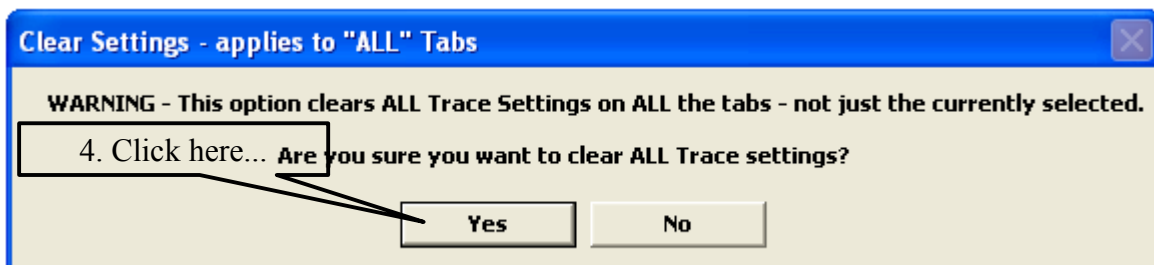 Clear Settings - applies to "ALL" Tabs
WARNING - This option clears ALL Trace Settings on ALL the tabs - not just the currently selected.
4. Click here...
Are you sure you want to clear ALL Trace settings?
Yes No